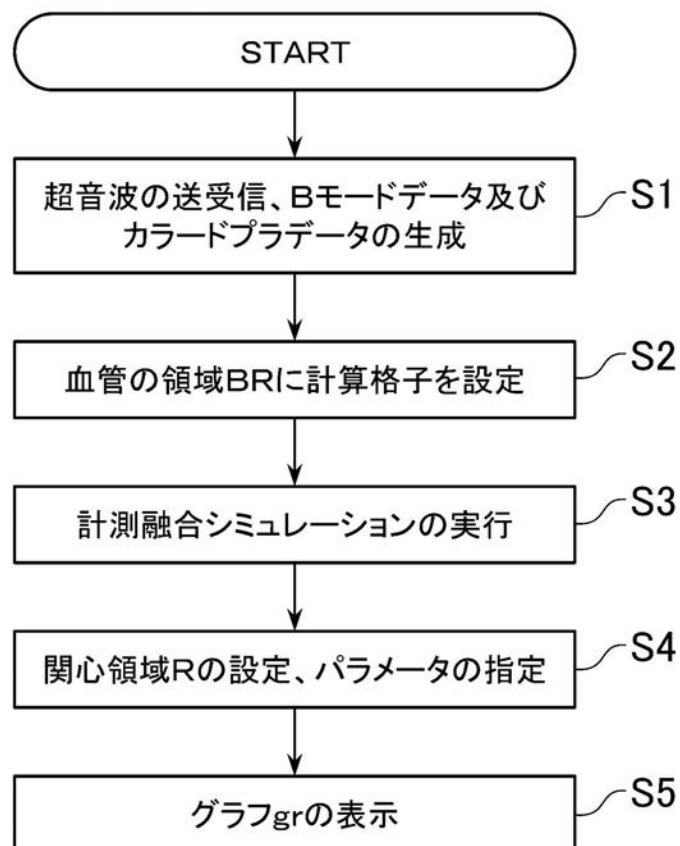 START
超音波の送受信、Bモードデータ及び
カラードプラデータの生成
S1
血管の領域BRに計算格子を設定
S2
計測融合シミュレーションの実行
S3
関心領域Rの設定、パラメータの指定
S4
グラフgrの表示
S5